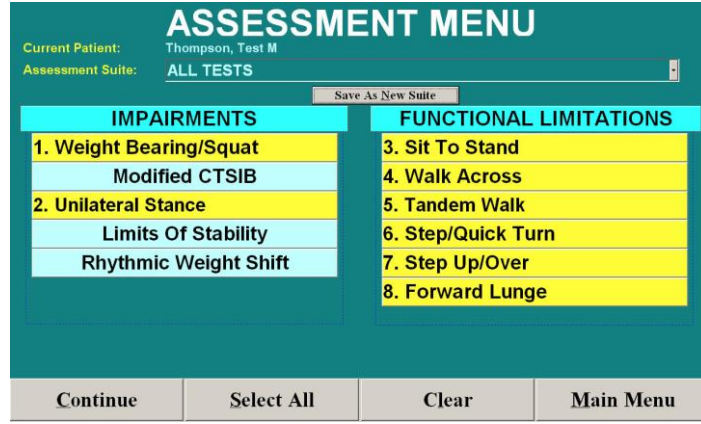 ASSESSMENT MENU
Current Patient: Thompson, Test M
Assessment Suite: ALL TESTS
Save As New Suite
IMPAIRMENTS
1. Weight Bearing/Squat
Modified CTSIB
2. Unilateral Stance
Limits Of Stability
Rhythmic Weight Shift
FUNCTIONAL LIMITATIONS
3. Sit To Stand
4. Walk Across
5. Tandem Walk
6. Step/Quick Turn
7. Step Up/Over
8. Forward Lunge
Continue
Select All
Clear
Main Menu